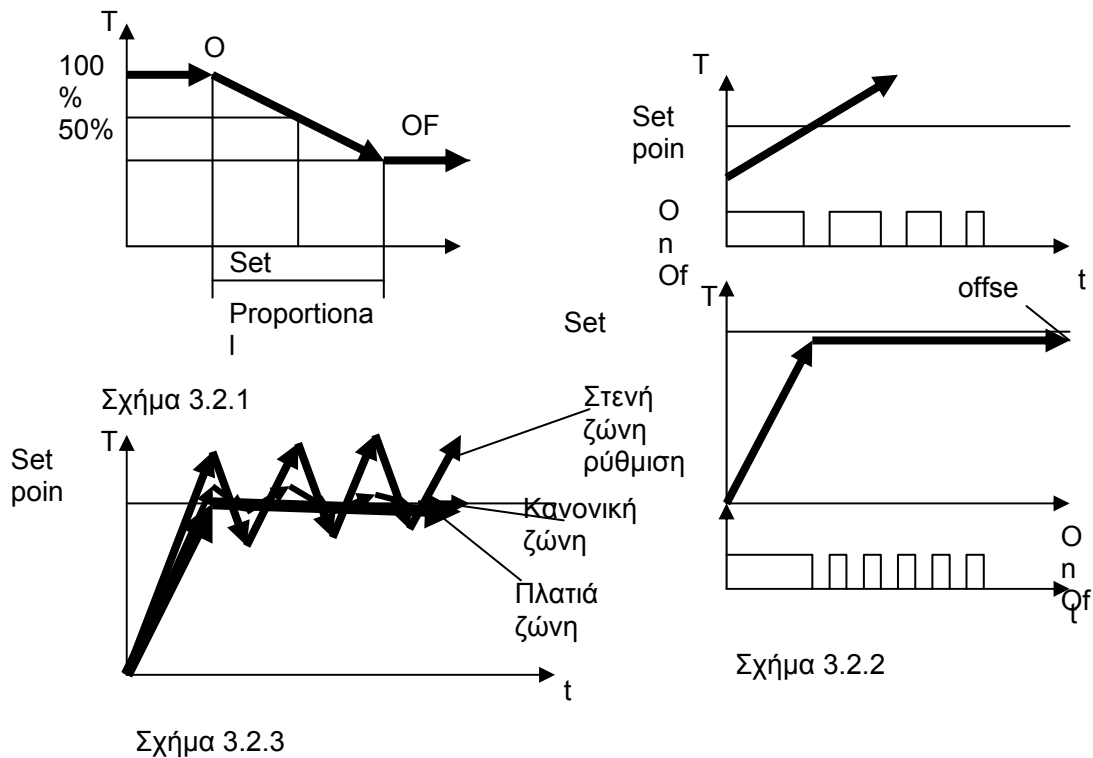 T
100
%
50%
O
OF
Set
Proportiona
l
Σχήμα 3.2.1
T
Set
poin
O
n
Of
t
T
Set
offse
O
n
Of
t
Σχήμα 3.2.2
T
Set
poin
Στενή
ζώνη
ρύθμιση
Κανονική
ζώνη
Πλατιά
ζώνη
t
Σχήμα 3.2.3